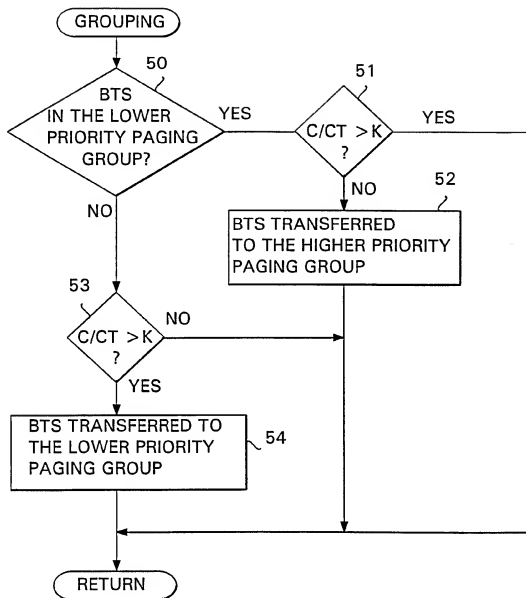 GROUPING
50
BTS
IN THE LOWER
PRIORITY PAGING
GROUP?
YES
51
C/CT >K
?
YES
NO
52
BTS TRANSFERRED
TO THE HIGHER PRIORITY
PAGING GROUP
NO
53
C/CT >K
?
NO
YES
BTS TRANSFERRED TO
THE LOWER PRIORITY
PAGING GROUP
54
RETURN